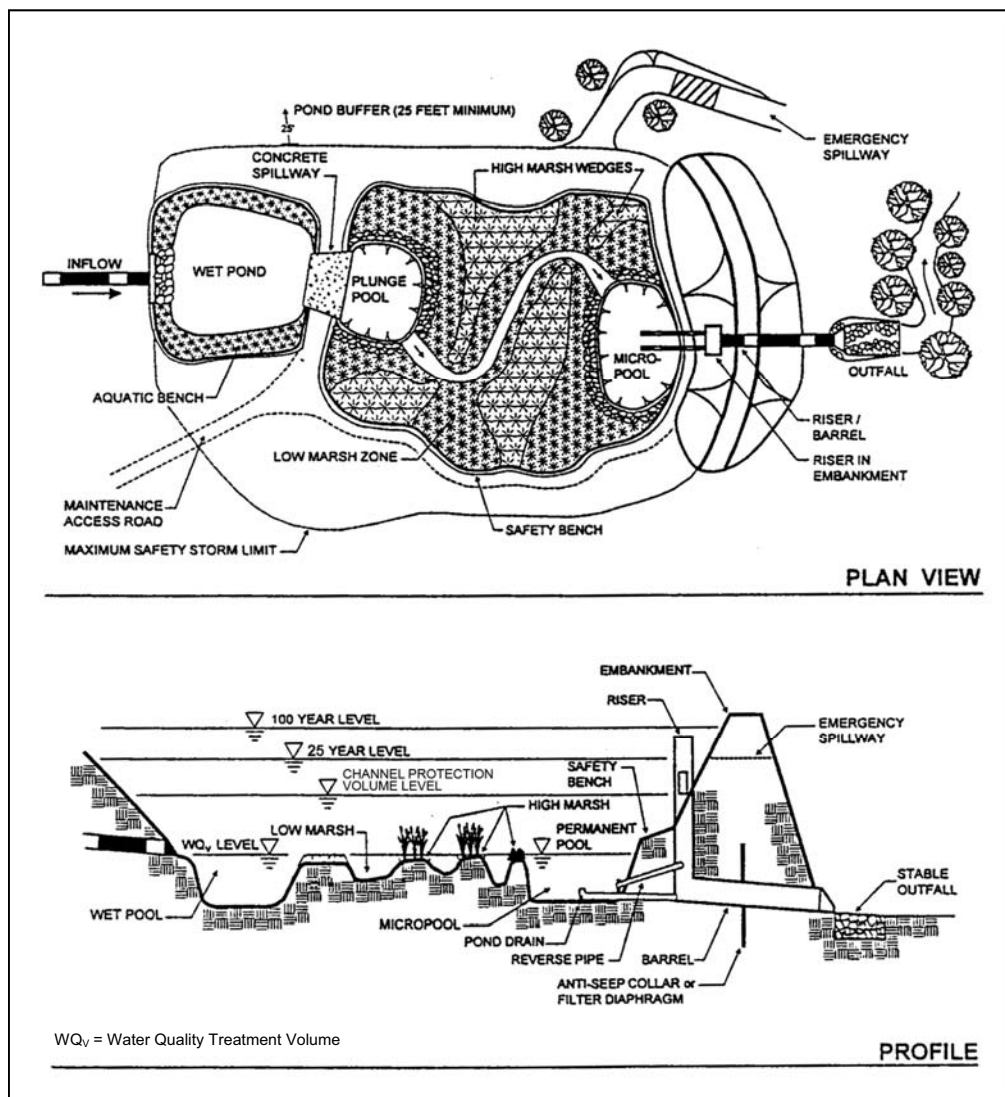 POND BUFFER (25 FEET MINIMUM)
25'
CONCRETE
SPILLWAY
HIGH MARSH WEDGES
EMERGENCY
SPILLWAY
INFLOW
WET POND
PLUNGE
POOL
MICRO-
POOL
OUTFALL
AQUATIC BENCH
RISER /
BARREL
LOW MARSH ZONE
RISER IN
EMBANKMENT
MAINTENANCE
ACCESS ROAD
SAFETY BENCH
MAXIMUM SAFETY STORM LIMIT
PLAN VIEW
EMBANKMENT
RISER
100 YEAR LEVEL
EMERGENCY
SPILLWAY
25 YEAR LEVEL
SAFETY
BENCH
CHANNEL PROTECTION
VOLUME LEVEL
HIGH MARSH
LOW MARSH
PERMANENT
POOL
WQv LEVEL
STABLE
OUTFALL
WET POOL
MICROPOOL
POND DRAIN
REVERSE PIPE
BARREL
ANTI-SEEP COLLAR or
FILTER DIAPHRAGM
WQv = Water Quality Treatment Volume
PROFILE